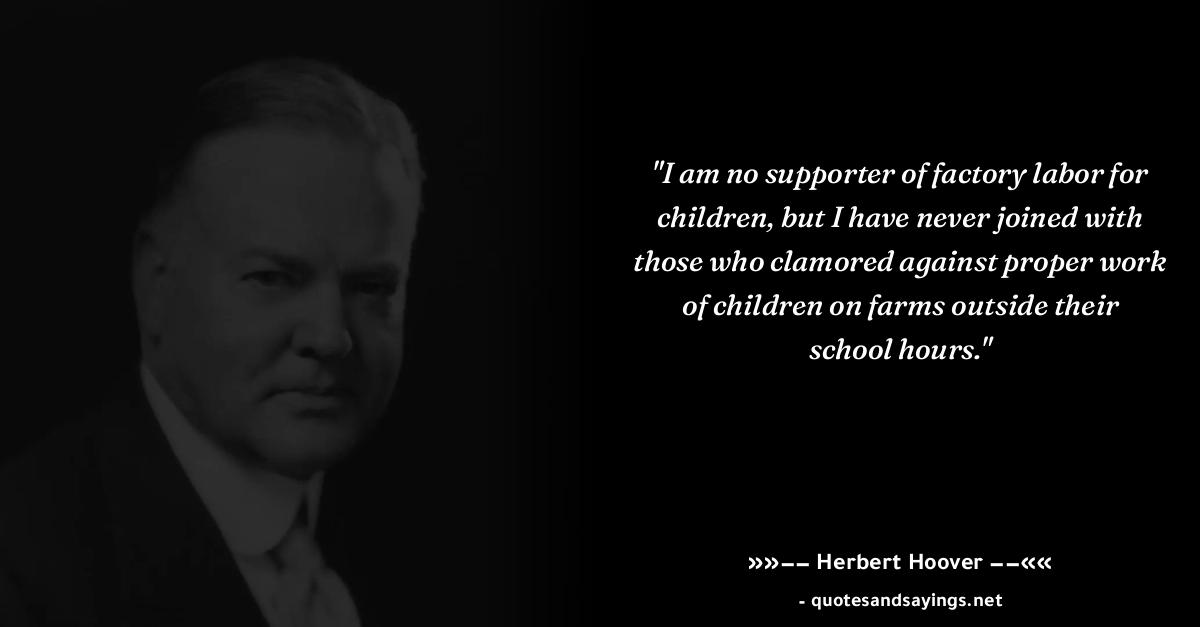 "I am no supporter of factory labor for
children, but I have never joined with
those who clamored against proper work
of children on farms outside their
school hours."
»»−− Herbert Hoover −−««
- quotesandsayings.net